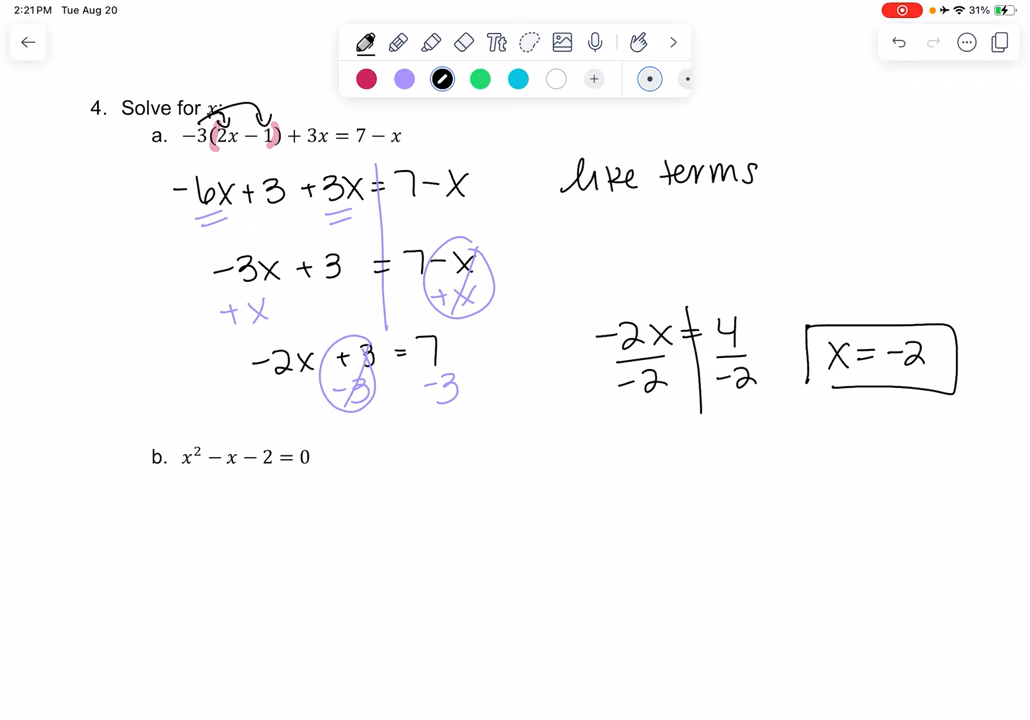 2:21 PM Tue Aug 20 31%
Tt
4. Solve for x:
a. −3(2x − 1) + 3x = 7 − x
-6x + 3 + 3x = 7 - x
like terms
-3x + 3 = 7 - x
+x +x
-2x + 3 = 7
-3 -3
-2x = 4
-2 -2
x = -2
b. x² − x − 2 = 0